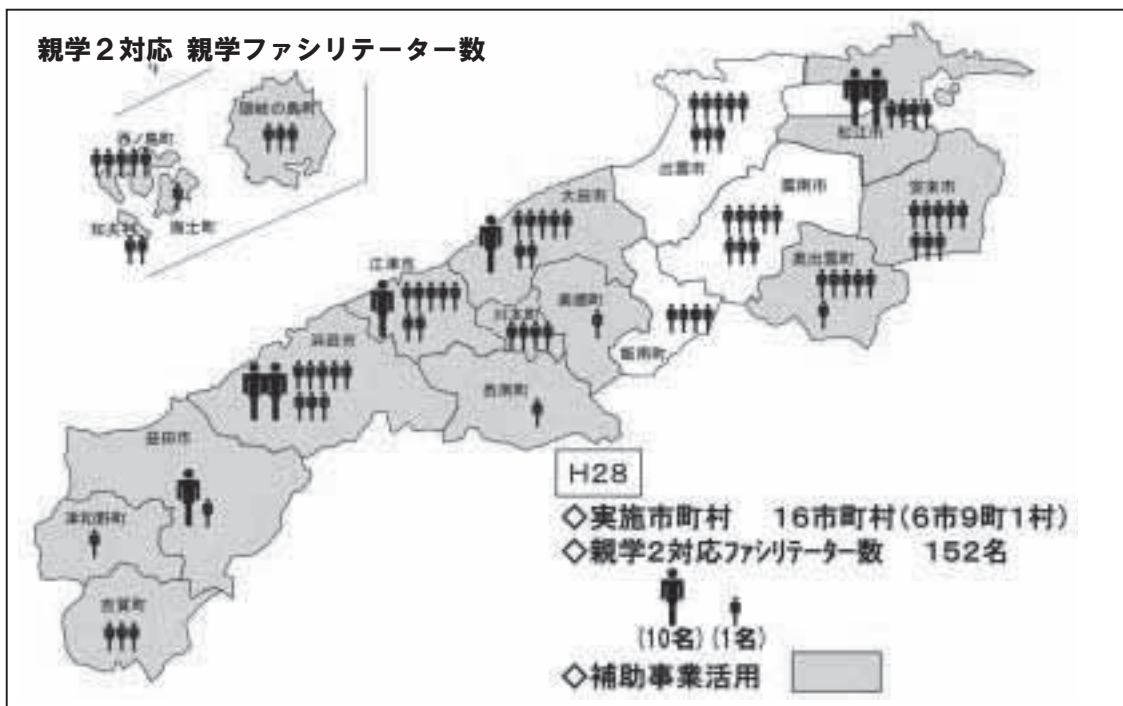 親学2対応 親学ファシリテーター数
隠岐の島町
西ノ島町
海士町
知夫村
松江市
出雲市
雲南市
安来市
奥出雲町
大田市
江津市
川本町
美郷町
飯南町
浜田市
邑南町
益田市
津和野町
吉賀町
H28
◇実施市町村 16市町村(6市9町1村)
◇親学2対応ファシリテーター数 152名
(10名) (1名)
◇補助事業活用